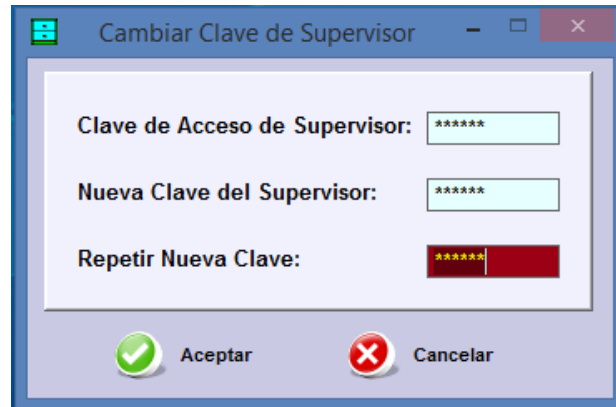 Cambiar Clave de Supervisor
Clave de Acceso de Supervisor: ******
Nueva Clave del Supervisor: ******
Repetir Nueva Clave: ******
Aceptar Cancelar